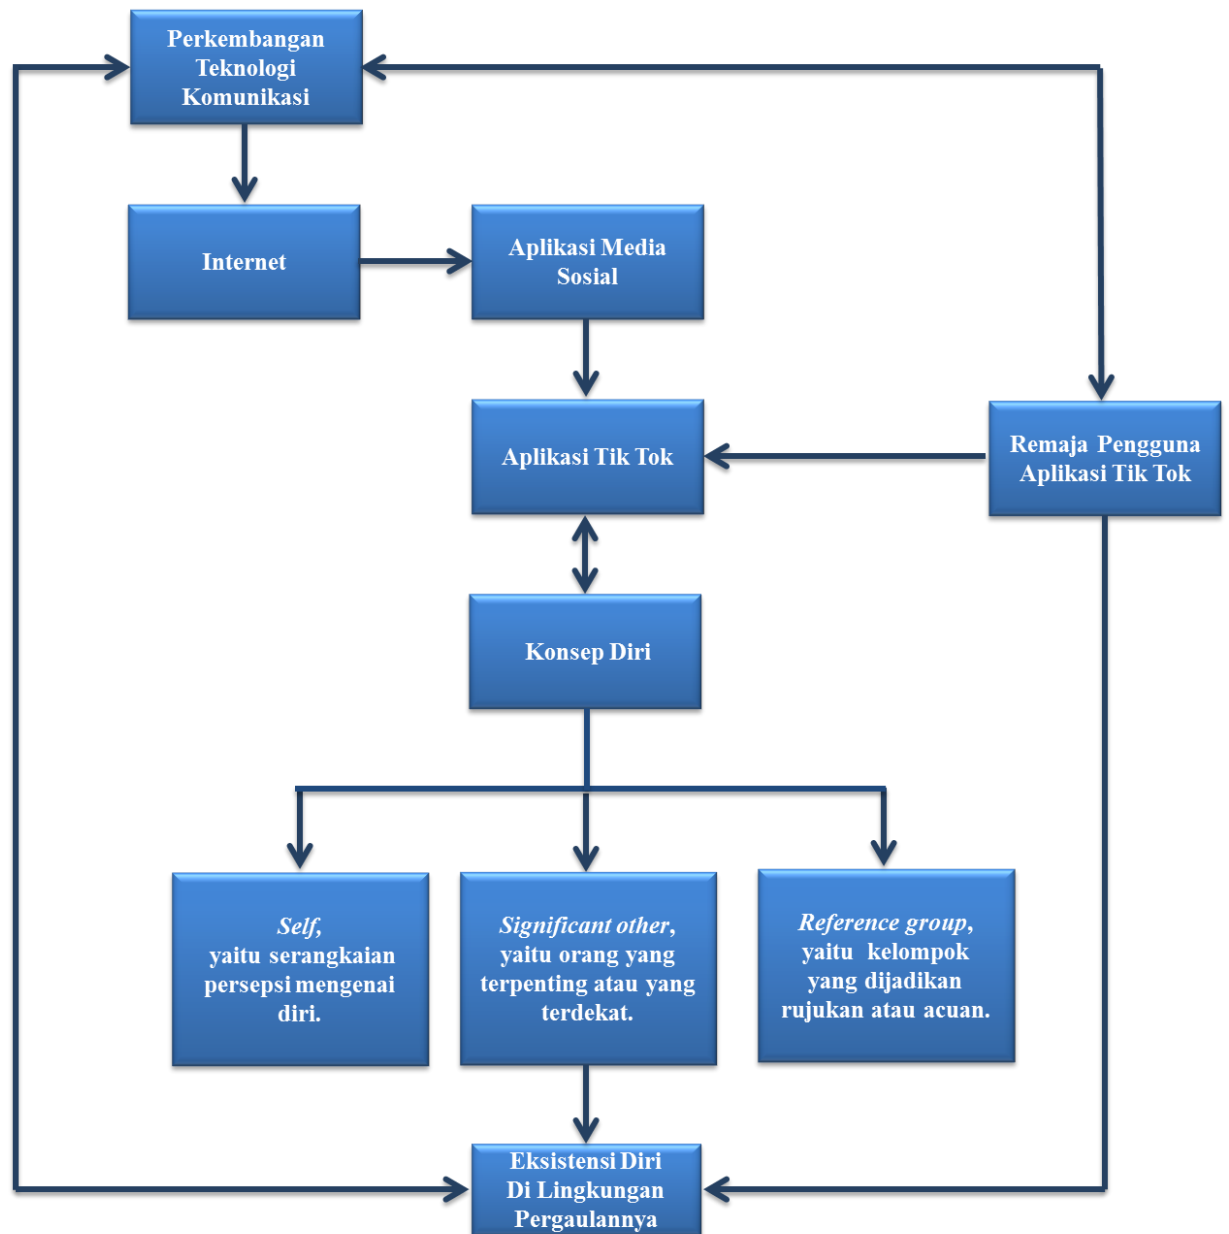 Perkembangan
Teknologi
Komunikasi
Internet
Aplikasi Media
Sosial
Aplikasi Tik Tok
Remaja Pengguna
Aplikasi Tik Tok
Konsep Diri
Self,
yaitu serangkaian
persepsi mengenai
diri.
Significant other,
yaitu orang yang
terpenting atau yang
terdekat.
Reference group,
yaitu kelompok
yang dijadikan
rujukan atau acuan.
Eksistensi Diri
Di Lingkungan
Pergaulannya